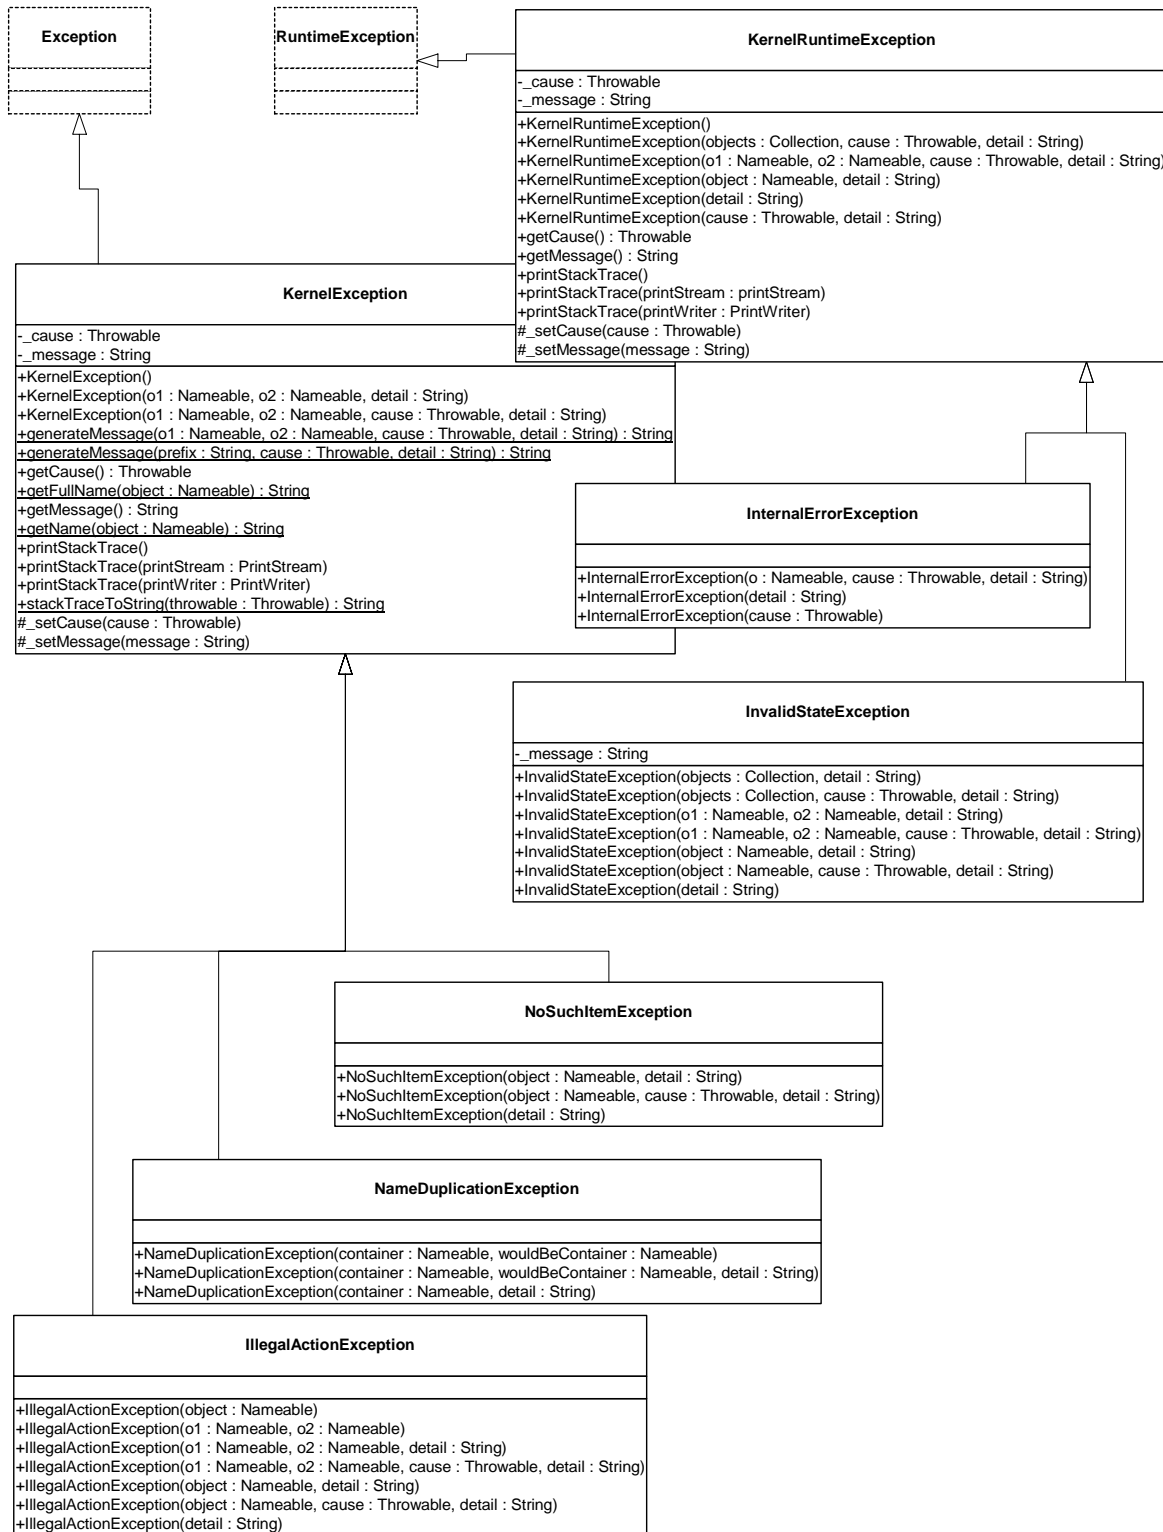 Exception
RuntimeException
KernelRuntimeException
-_cause : Throwable
-_message : String
+KernelRuntimeException()
+KernelRuntimeException(objects : Collection, cause : Throwable, detail : String)
+KernelRuntimeException(o1 : Nameable, o2 : Nameable, cause : Throwable, detail : String)
+KernelRuntimeException(object : Nameable, detail : String)
+KernelRuntimeException(detail : String)
+KernelRuntimeException(cause : Throwable, detail : String)
+getCause() : Throwable
+getMessage() : String
+printStackTrace()
+printStackTrace(printStream : printStream)
+printStackTrace(printWriter : PrintWriter)
#_setCause(cause : Throwable)
#_setMessage(message : String)
KernelException
-_cause : Throwable
-_message : String
+KernelException()
+KernelException(o1 : Nameable, o2 : Nameable, detail : String)
+KernelException(o1 : Nameable, o2 : Nameable, cause : Throwable, detail : String)
+generateMessage(o1 : Nameable, o2 : Nameable, cause : Throwable, detail : String) : String
+generateMessage(prefix : String, cause : Throwable, detail : String) : String
+getCause() : Throwable
+getFullName(object : Nameable) : String
+getMessage() : String
+getName(object : Nameable) : String
+printStackTrace()
+printStackTrace(printStream : PrintStream)
+printStackTrace(printWriter : PrintWriter)
+stackTraceToString(throwable : Throwable) : String
#_setCause(cause : Throwable)
#_setMessage(message : String)
InternalErrorException
+InternalErrorException(o : Nameable, cause : Throwable, detail : String)
+InternalErrorException(detail : String)
+InternalErrorException(cause : Throwable)
InvalidStateException
-_message : String
+InvalidStateException(objects : Collection, detail : String)
+InvalidStateException(objects : Collection, cause : Throwable, detail : String)
+InvalidStateException(o1 : Nameable, o2 : Nameable, detail : String)
+InvalidStateException(o1 : Nameable, o2 : Nameable, cause : Throwable, detail : String)
+InvalidStateException(object : Nameable, detail : String)
+InvalidStateException(object : Nameable, cause : Throwable, detail : String)
+InvalidStateException(detail : String)
NoSuchItemException
+NoSuchItemException(object : Nameable, detail : String)
+NoSuchItemException(object : Nameable, cause : Throwable, detail : String)
+NoSuchItemException(detail : String)
NameDuplicationException
+NameDuplicationException(container : Nameable, wouldBeContainer : Nameable)
+NameDuplicationException(container : Nameable, wouldBeContainer : Nameable, detail : String)
+NameDuplicationException(container : Nameable, detail : String)
IllegalActionException
+IllegalActionException(object : Nameable)
+IllegalActionException(o1 : Nameable, o2 : Nameable)
+IllegalActionException(o1 : Nameable, o2 : Nameable, detail : String)
+IllegalActionException(o1 : Nameable, o2 : Nameable, cause : Throwable, detail : String)
+IllegalActionException(object : Nameable, detail : String)
+IllegalActionException(object : Nameable, cause : Throwable, detail : String)
+IllegalActionException(detail : String)